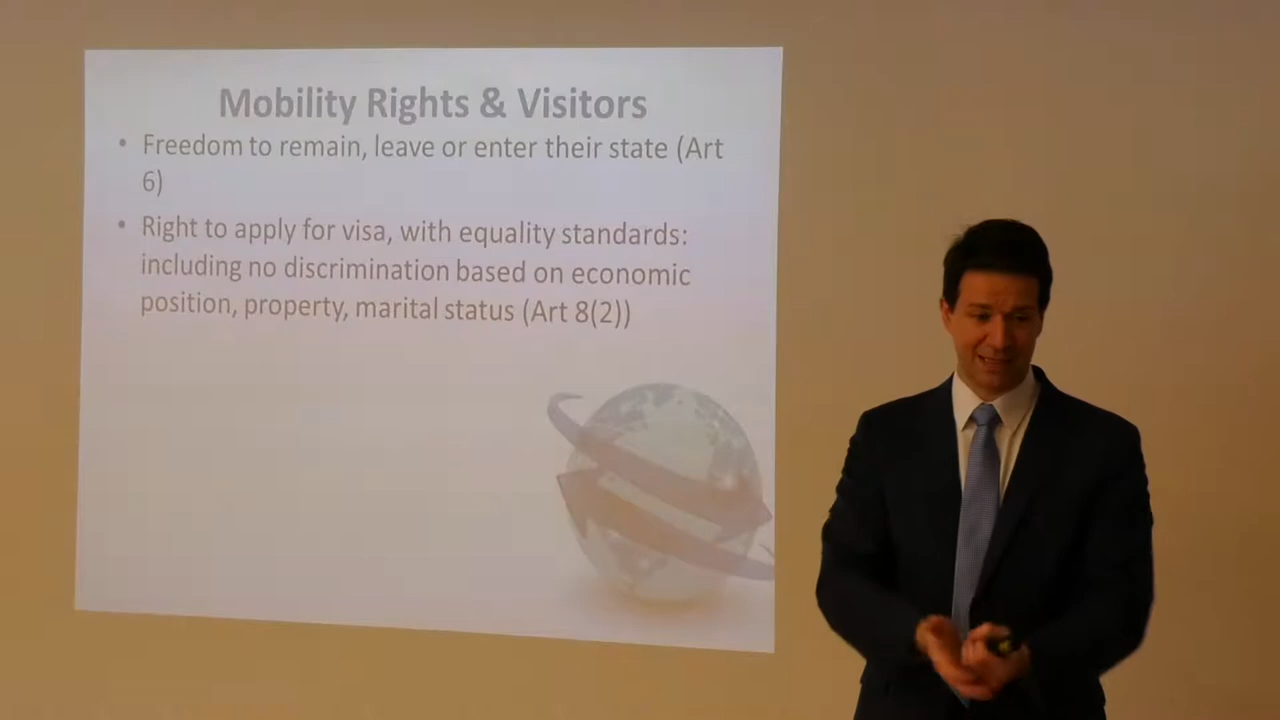 Mobility Rights & Visitors
• Freedom to remain, leave or enter their state (Art
6)
• Right to apply for visa, with equality standards:
including no discrimination based on economic
position, property, marital status (Art 8(2))